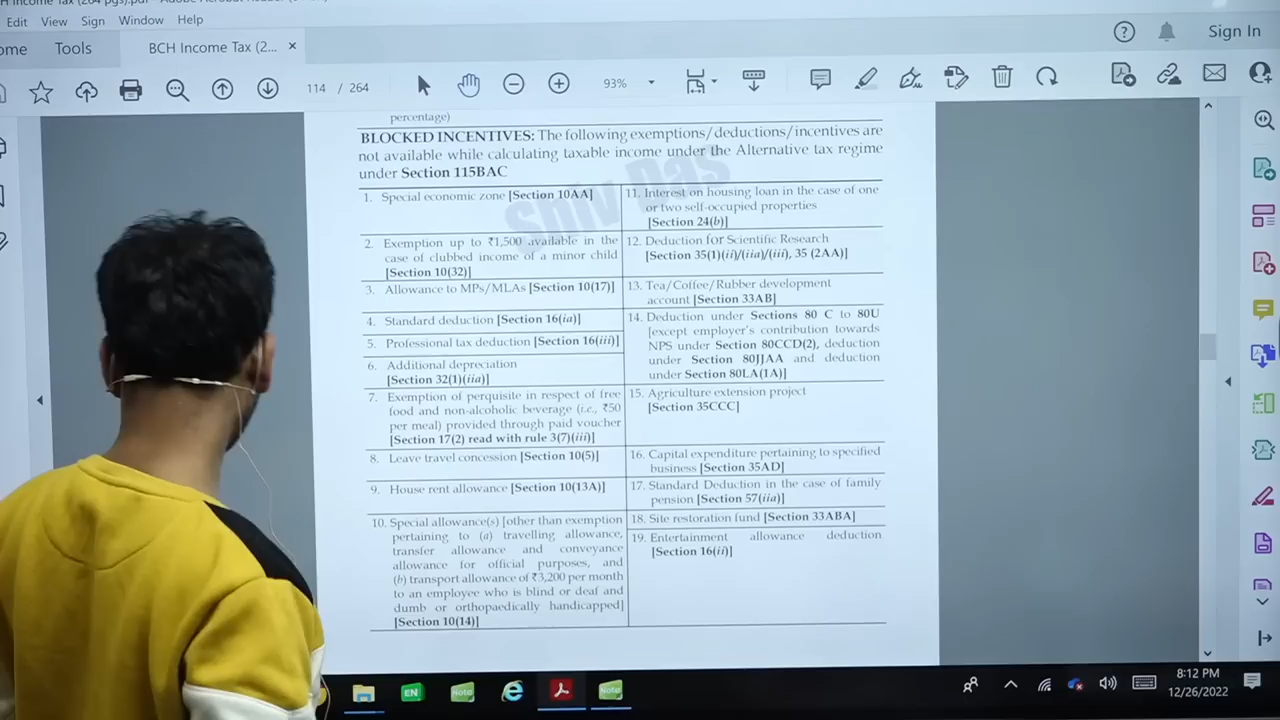 H Income Tax (264 pgs).pdf - Adobe Acrobat Reader
Edit View Sign Window Help
ome Tools BCH Income Tax (2... × ? Sign In
114 / 264 93%
percentage)
BLOCKED INCENTIVES: The following exemptions/deductions/incentives are
not available while calculating taxable income under the Alternative tax regime
under Section 115BAC
Shiv Das
1. Special economic zone [Section 10AA]
2. Exemption up to ₹1,500 available in the
case of clubbed income of a minor child
[Section 10(32)]
3. Allowance to MPs/MLAs [Section 10(17)]
4. Standard deduction [Section 16(ia)]
5. Professional tax deduction [Section 16(iii)]
6. Additional depreciation
[Section 32(1)(iia)]
7. Exemption of perquisite in respect of free
food and non-alcoholic beverage (i.e., ₹50
per meal) provided through paid voucher
[Section 17(2) read with rule 3(7)(iii)]
8. Leave travel concession [Section 10(5)]
9. House rent allowance [Section 10(13A)]
10. Special allowance(s) [other than exemption
pertaining to (a) travelling allowance,
transfer allowance and conveyance
allowance for official purposes, and
(b) transport allowance of ₹3,200 per month
to an employee who is blind or deaf and
dumb or orthopaedically handicapped]
[Section 10(14)]
11. Interest on housing loan in the case of one
or two self-occupied properties
[Section 24(b)]
12. Deduction for Scientific Research
[Section 35(1)(ii)/(iia)/(iii), 35 (2AA)]
13. Tea/Coffee/Rubber development
account [Section 33AB]
14. Deduction under Sections 80 C to 80U
[except employer's contribution towards
NPS under Section 80CCD(2), deduction
under Section 80JJAA and deduction
under Section 80LA(1A)]
15. Agriculture extension project
[Section 35CCC]
16. Capital expenditure pertaining to specified
business [Section 35AD]
17. Standard Deduction in the case of family
pension [Section 57(iia)]
18. Site restoration fund [Section 33ABA]
19. Entertainment allowance deduction
[Section 16(ii)]
EN Note Note
8:12 PM
12/26/2022